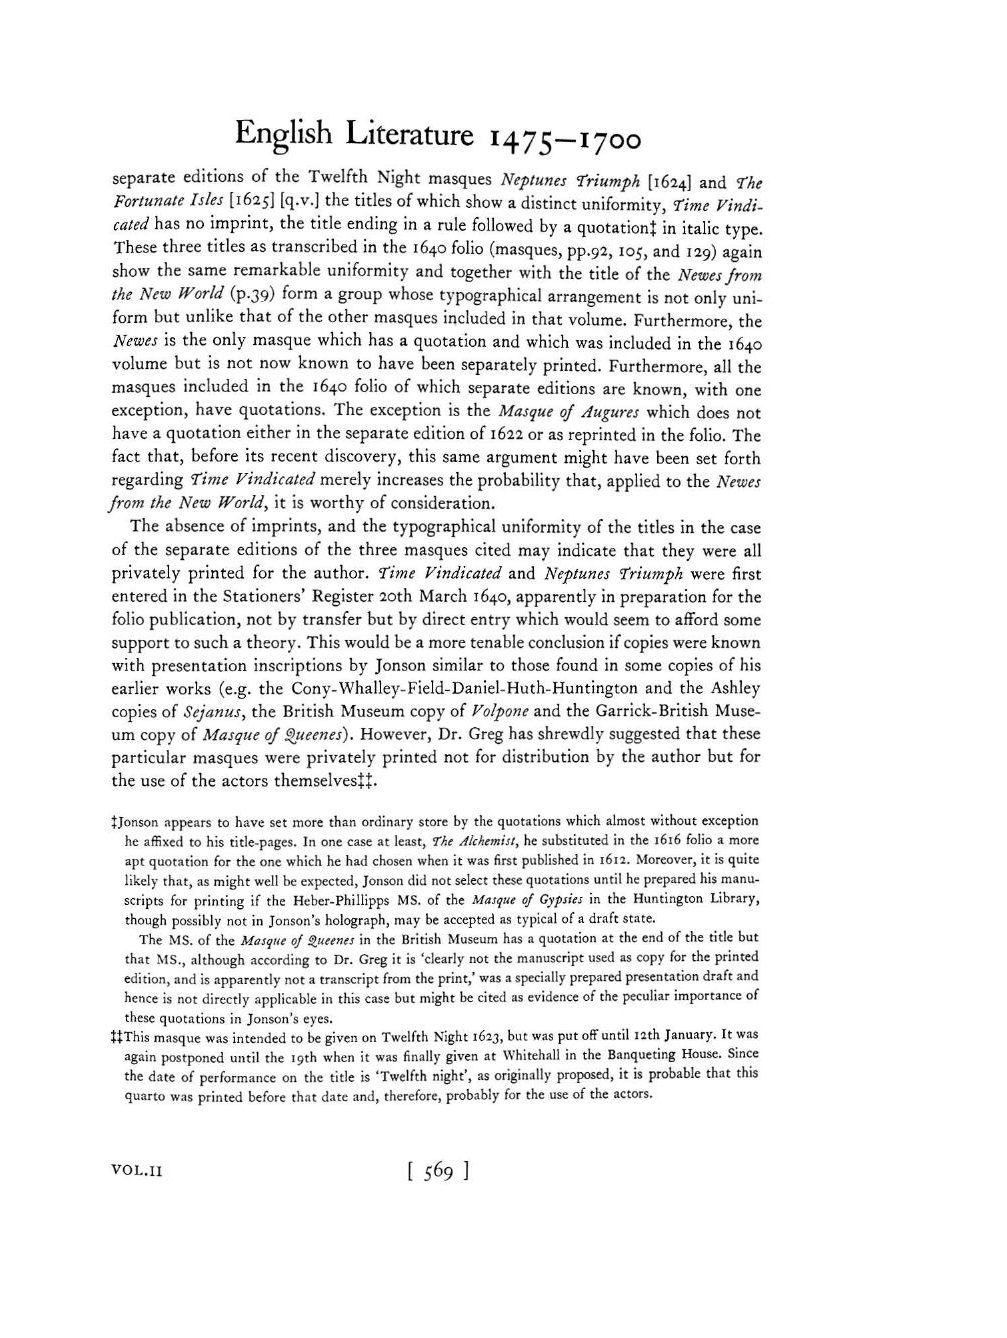 English Literature 1475—1700
separate editions of the Twelfth Night masques Neptunes Triumph [1624] and The
Fortunate Isles [1625] [q.v.] the titles of which show a distinct uniformity, Time Vindi-
cated has no imprint, the title ending in a rule followed by a quotation‡ in italic type.
These three titles as transcribed in the 1640 folio (masques, pp.92, 105, and 129) again
show the same remarkable uniformity and together with the title of the Newes from
the New World (p.39) form a group whose typographical arrangement is not only uni-
form but unlike that of the other masques included in that volume. Furthermore, the
Newes is the only masque which has a quotation and which was included in the 1640
volume but is not now known to have been separately printed. Furthermore, all the
masques included in the 1640 folio of which separate editions are known, with one
exception, have quotations. The exception is the Masque of Augures which does not
have a quotation either in the separate edition of 1622 or as reprinted in the folio. The
fact that, before its recent discovery, this same argument might have been set forth
regarding Time Vindicated merely increases the probability that, applied to the Newes
from the New World, it is worthy of consideration.
The absence of imprints, and the typographical uniformity of the titles in the case
of the separate editions of the three masques cited may indicate that they were all
privately printed for the author. Time Vindicated and Neptunes Triumph were first
entered in the Stationers' Register 20th March 1640, apparently in preparation for the
folio publication, not by transfer but by direct entry which would seem to afford some
support to such a theory. This would be a more tenable conclusion if copies were known
with presentation inscriptions by Jonson similar to those found in some copies of his
earlier works (e.g. the Cony-Whalley-Field-Daniel-Huth-Huntington and the Ashley
copies of Sejanus, the British Museum copy of Volpone and the Garrick-British Muse-
um copy of Masque of Queenes). However, Dr. Greg has shrewdly suggested that these
particular masques were privately printed not for distribution by the author but for
the use of the actors themselves‡‡.
‡Jonson appears to have set more than ordinary store by the quotations which almost without exception
he affixed to his title-pages. In one case at least, The Alchemist, he substituted in the 1616 folio a more
apt quotation for the one which he had chosen when it was first published in 1612. Moreover, it is quite
likely that, as might well be expected, Jonson did not select these quotations until he prepared his manu-
scripts for printing if the Heber-Phillipps MS. of the Masque of Gypsies in the Huntington Library,
though possibly not in Jonson's holograph, may be accepted as typical of a draft state.
The MS. of the Masque of Queenes in the British Museum has a quotation at the end of the title but
that MS., although according to Dr. Greg it is 'clearly not the manuscript used as copy for the printed
edition, and is apparently not a transcript from the print,' was a specially prepared presentation draft and
hence is not directly applicable in this case but might be cited as evidence of the peculiar importance of
these quotations in Jonson's eyes.
‡‡This masque was intended to be given on Twelfth Night 1623, but was put off until 12th January. It was
again postponed until the 19th when it was finally given at Whitehall in the Banqueting House. Since
the date of performance on the title is 'Twelfth night', as originally proposed, it is probable that this
quarto was printed before that date and, therefore, probably for the use of the actors.
VOL.II [ 569 ]